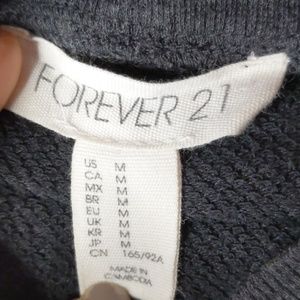 FOREVER 21
US M
CA M
MX M
BR M
EU M
UK M
KR M
JP M
CN 165/92A
MADE IN
CAMBODIA